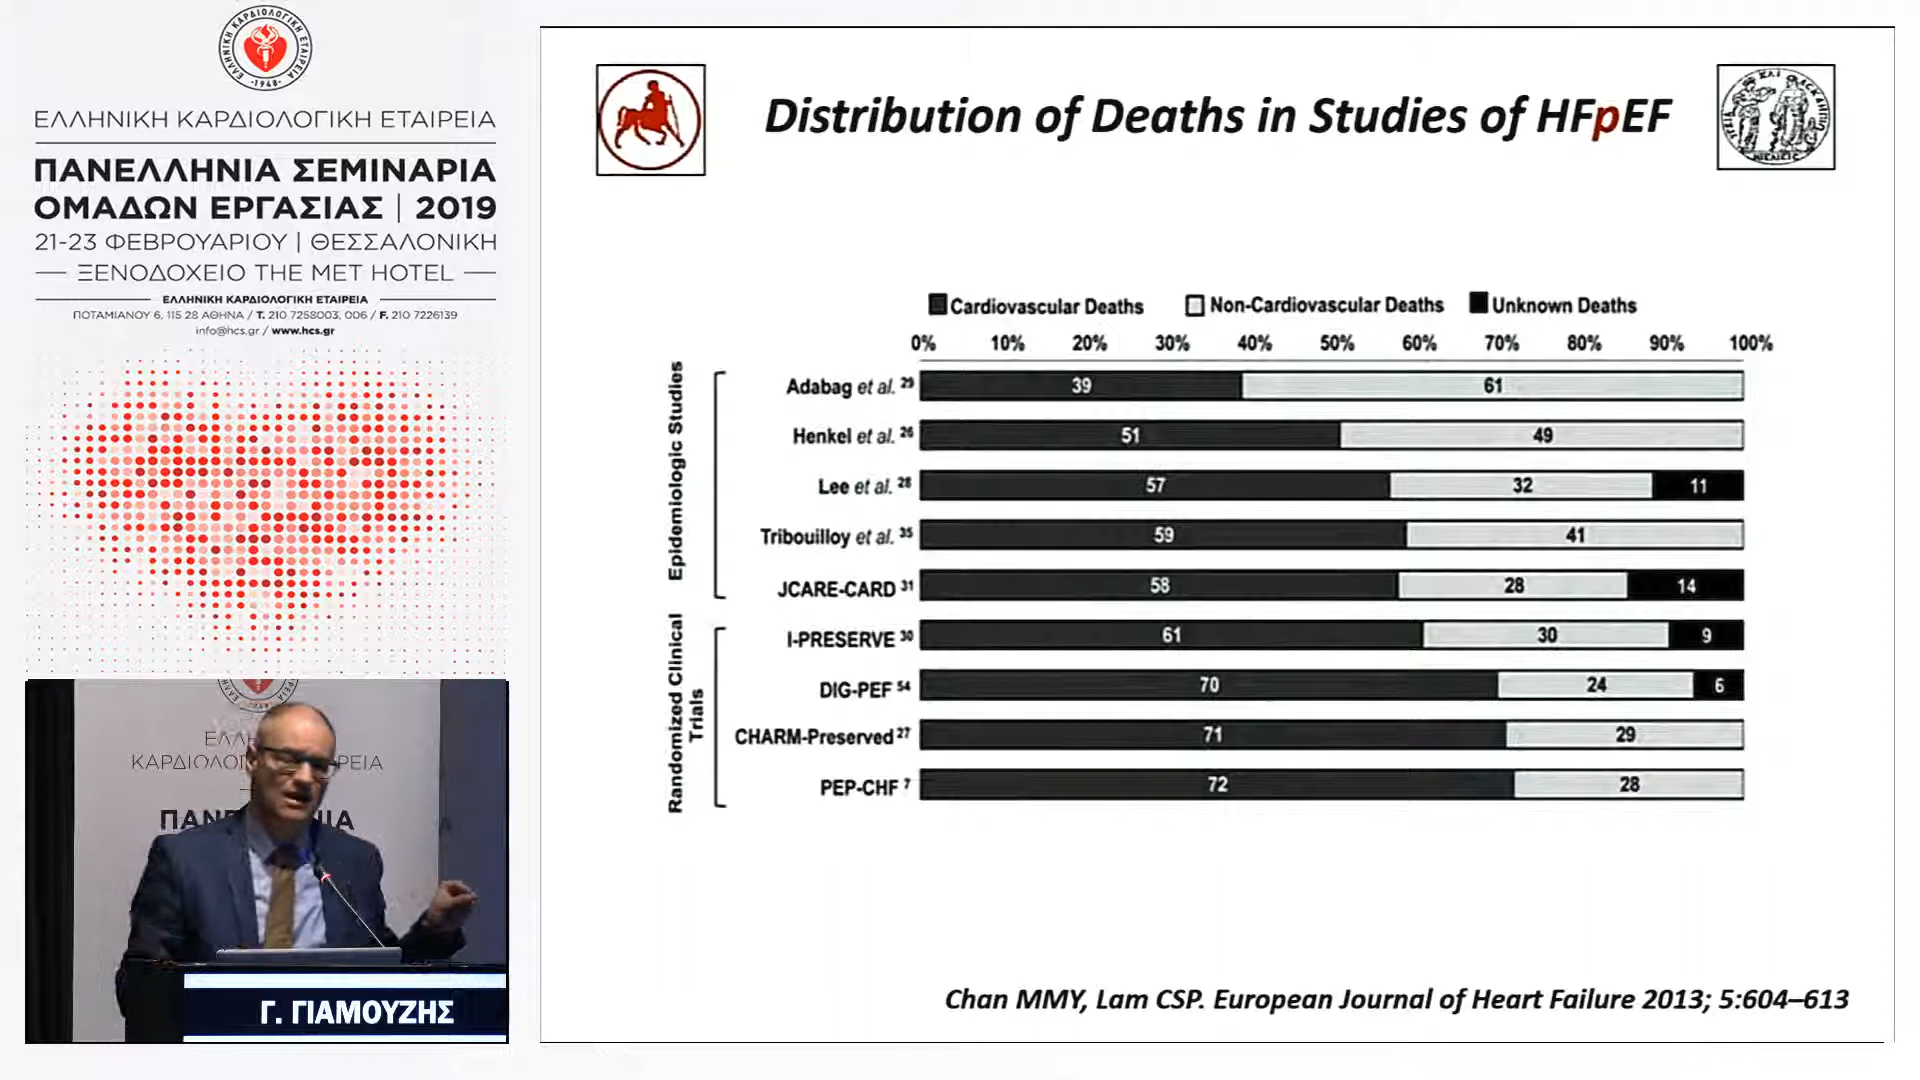 ΕΛΛΗΝΙΚΗ ΚΑΡΔΙΟΛΟΓΙΚΗ ΕΤΑΙΡΕΙΑ
-1948-
ΕΛΛΗΝΙΚΗ ΚΑΡΔΙΟΛΟΓΙΚΗ ΕΤΑΙΡΕΙΑ
ΠΑΝΕΛΛΗΝΙΑ ΣΕΜΙΝΑΡΙΑ
ΟΜΑΔΩΝ ΕΡΓΑΣΙΑΣ | 2019
21-23 ΦΕΒΡΟΥΑΡΙΟΥ | ΘΕΣΣΑΛΟΝΙΚΗ
ΞΕΝΟΔΟΧΕΙΟ THE MET HOTEL
ΕΛΛΗΝΙΚΗ ΚΑΡΔΙΟΛΟΓΙΚΗ ΕΤΑΙΡΕΙΑ
ΠΟΤΑΜΙΑΝΟΥ 6, 115 28 ΑΘΗΝΑ / T. 210 7258003, 006 / F. 210 7226139
info@hcs.gr / www.hcs.gr
ΚΑΡΔΙΟΛΟΓ ΡΕΙΑ
ΠΑΝ ΙΑ
Γ. ΓΙΑΜΟΥΖΗΣ
Distribution of Deaths in Studies of HFpEF
Cardiovascular Deaths Non-Cardiovascular Deaths Unknown Deaths
0% 10% 20% 30% 40% 50% 60% 70% 80% 90% 100%
Epidemiologic Studies
Adabag et al. 29 39 61
Henkel et al. 26 51 49
Lee et al. 28 57 32 11
Tribouilloy et al. 35 59 41
JCARE-CARD 31 58 28 14
Randomized Clinical
Trials
I-PRESERVE 30 61 30 9
DIG-PEF 54 70 24 6
CHARM-Preserved 27 71 29
PEP-CHF 7 72 28
Chan MMY, Lam CSP. European Journal of Heart Failure 2013; 5:604–613